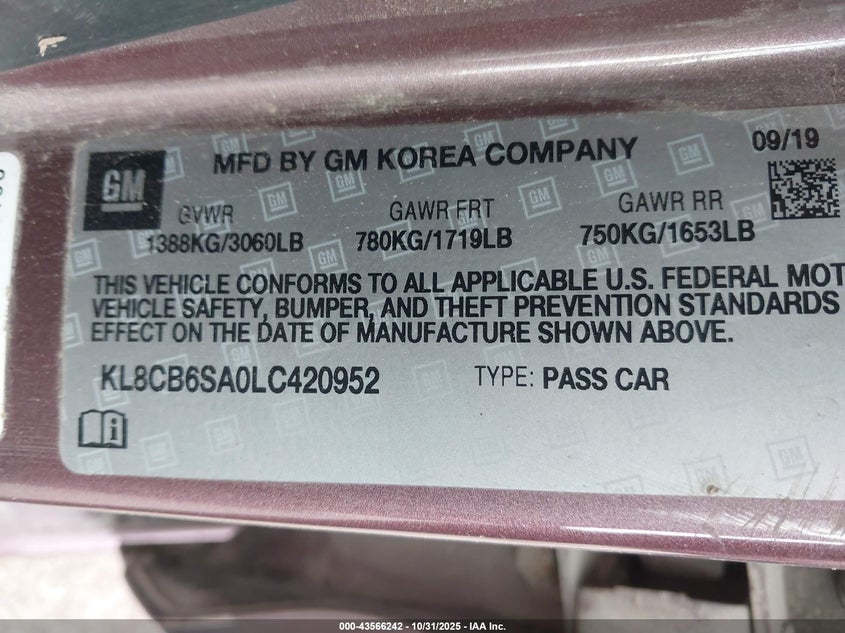 MFD BY GM KOREA COMPANY 09/19
GM
GVWR GAWR FRT GAWR RR
1388KG/3060LB 780KG/1719LB 750KG/1653LB
THIS VEHICLE CONFORMS TO ALL APPLICABLE U.S. FEDERAL MOT
VEHICLE SAFETY, BUMPER, AND THEFT PREVENTION STANDARDS
EFFECT ON THE DATE OF MANUFACTURE SHOWN ABOVE.
KL8CB6SA0LC420952 TYPE: PASS CAR
000-43566242 - 10/31/2025 - IAA Inc.